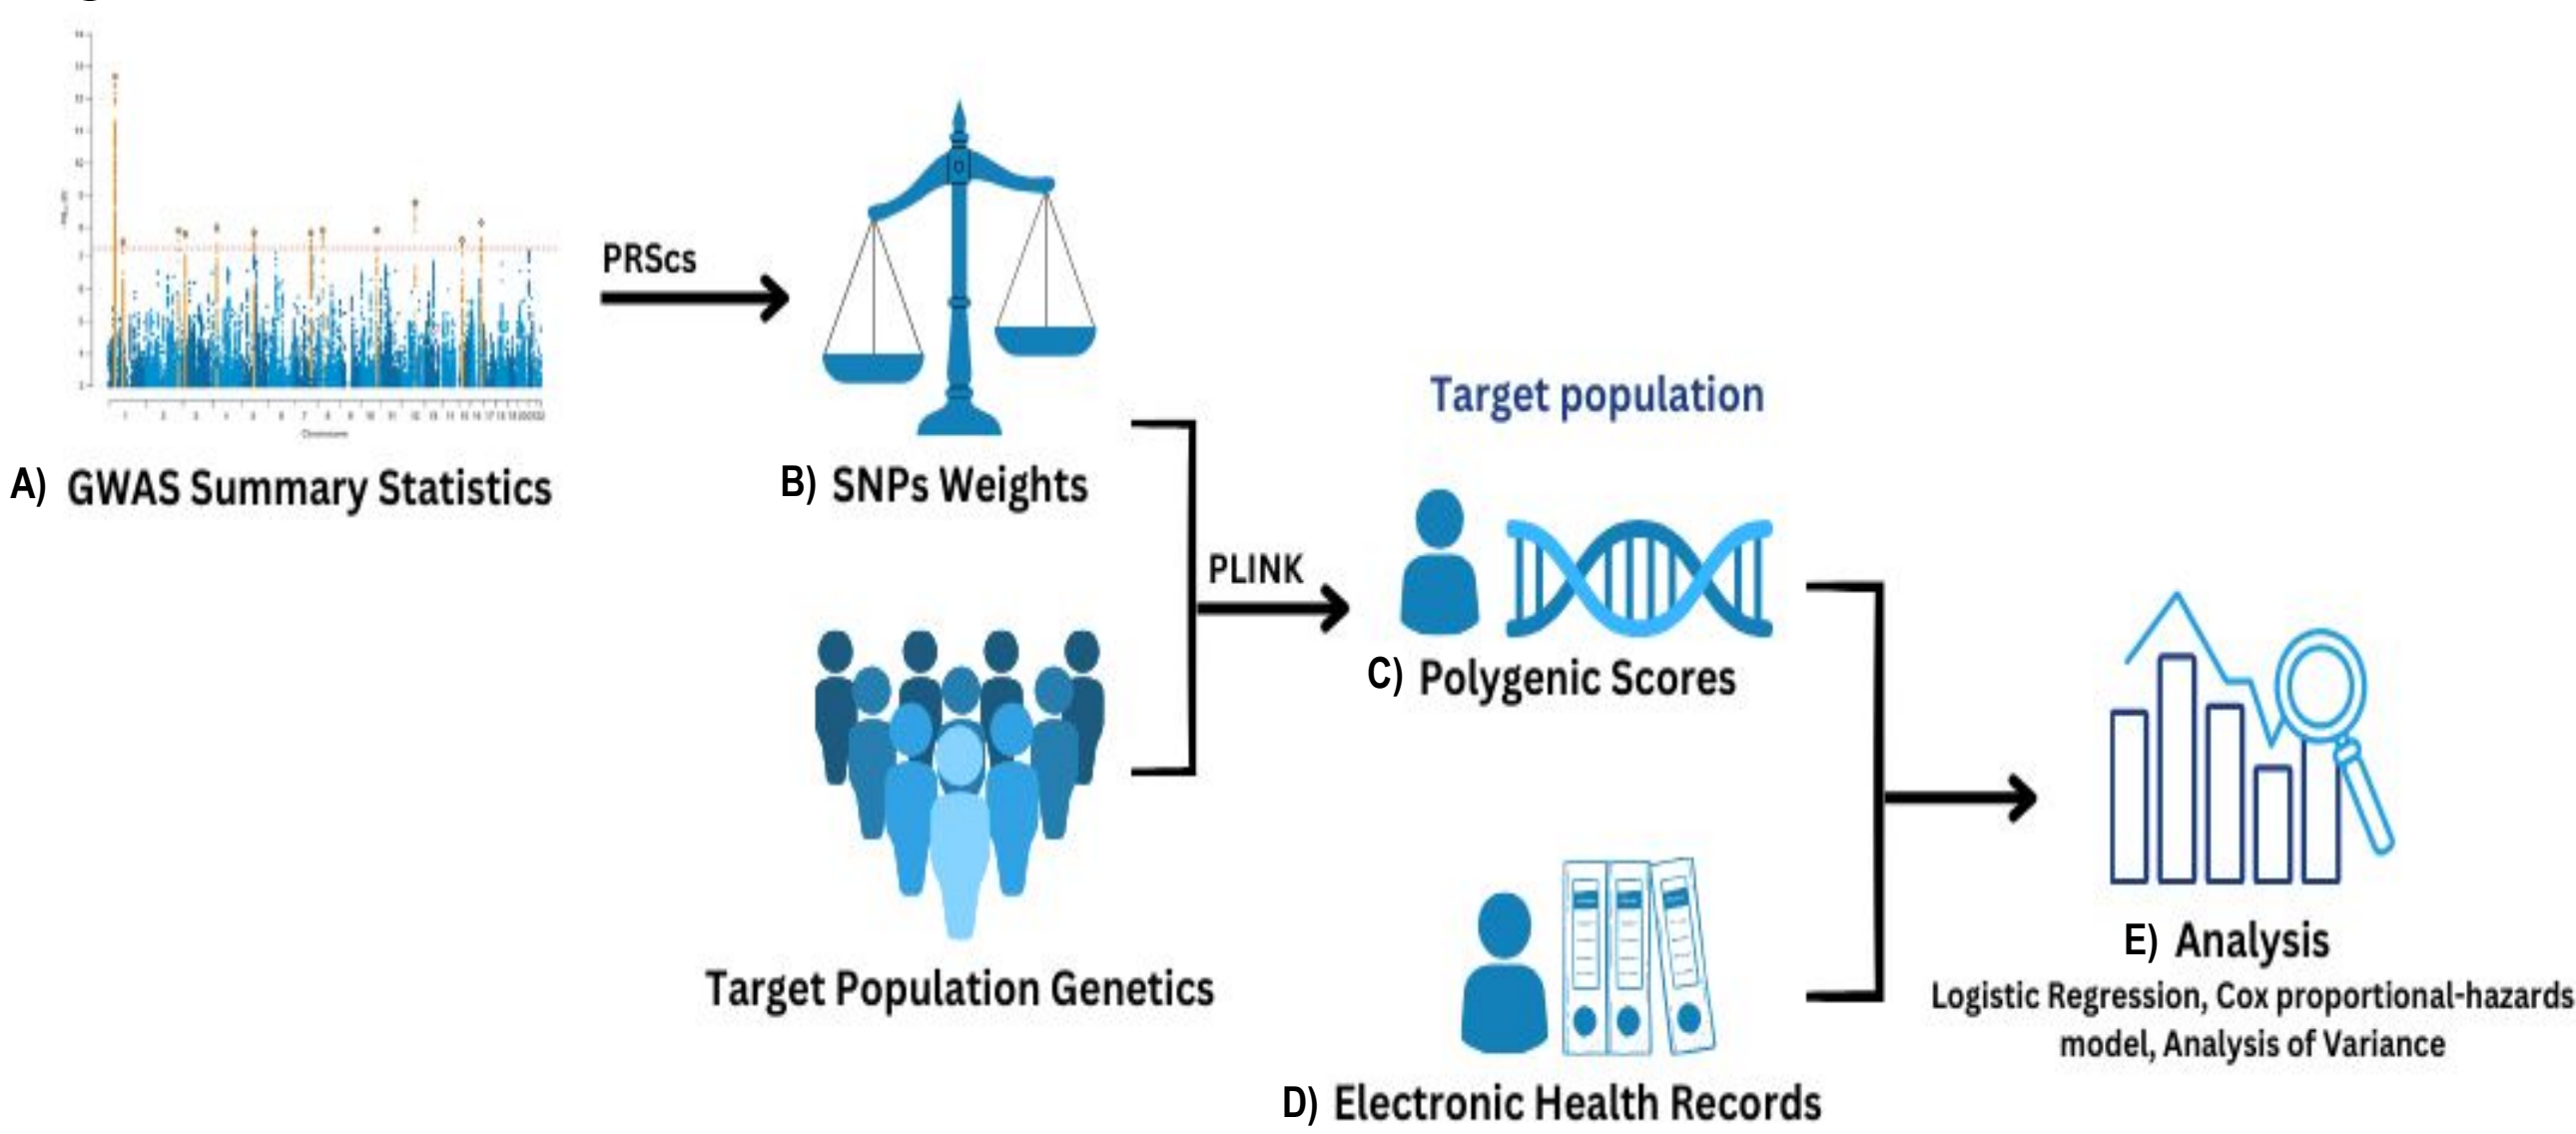 PRScs
Target population
A) GWAS Summary Statistics
B) SNPs Weights
PLINK
C) Polygenic Scores
Target Population Genetics
E) Analysis
Logistic Regression, Cox proportional-hazards
model, Analysis of Variance
D) Electronic Health Records
Chromosome